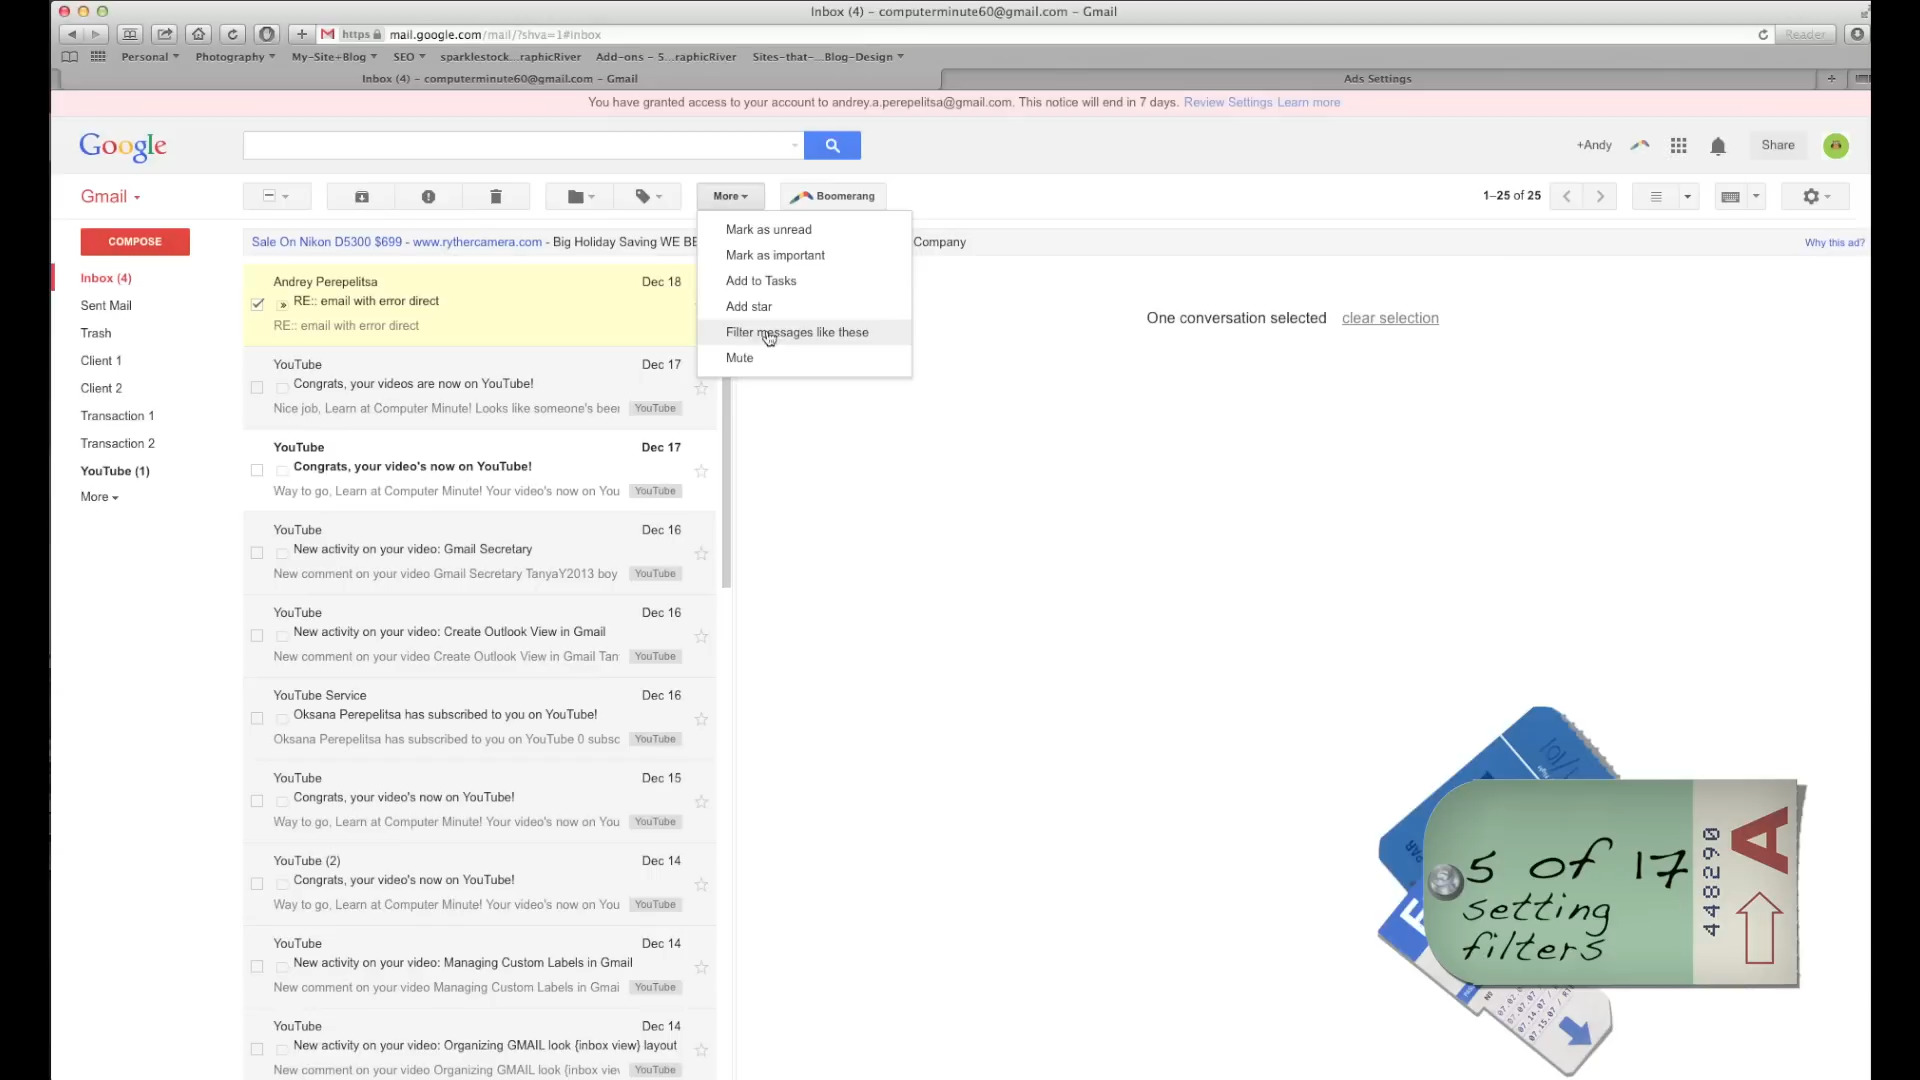 Inbox (4) – computerminute60@gmail.com – Gmail
https mail.google.com/mail/?shva=1#inbox
Reader
Personal Photography My-Site+Blog SEO sparklestock...raphicRiver Add-ons - 5...raphicRiver Sites-that-...Blog-Design
Inbox (4) – computerminute60@gmail.com – Gmail
Ads Settings
You have granted access to your account to andrey.a.perepelitsa@gmail.com. This notice will end in 7 days. Review Settings Learn more
Google
+Andy
Share
Gmail
More
Boomerang
1–25 of 25
COMPOSE
Inbox (4)
Sent Mail
Trash
Client 1
Client 2
Transaction 1
Transaction 2
YouTube (1)
More
Sale On Nikon D5300 $699 - www.rythercamera.com - Big Holiday Saving WE BE
Company
Why this ad?
Mark as unread
Mark as important
Add to Tasks
Add star
Filter messages like these
Mute
Andrey Perepelitsa Dec 18
RE:: email with error direct
RE:: email with error direct
YouTube Dec 17
Congrats, your videos are now on YouTube!
Nice job, Learn at Computer Minute! Looks like someone's beer YouTube
YouTube Dec 17
Congrats, your video's now on YouTube!
Way to go, Learn at Computer Minute! Your video's now on You YouTube
YouTube Dec 16
New activity on your video: Gmail Secretary
New comment on your video Gmail Secretary TanyaY2013 boy YouTube
YouTube Dec 16
New activity on your video: Create Outlook View in Gmail
New comment on your video Create Outlook View in Gmail Tan YouTube
YouTube Service Dec 16
Oksana Perepelitsa has subscribed to you on YouTube!
Oksana Perepelitsa has subscribed to you on YouTube 0 subsc YouTube
YouTube Dec 15
Congrats, your video's now on YouTube!
Way to go, Learn at Computer Minute! Your video's now on You YouTube
YouTube (2) Dec 14
Congrats, your video's now on YouTube!
Way to go, Learn at Computer Minute! Your video's now on You YouTube
YouTube Dec 14
New activity on your video: Managing Custom Labels in Gmail
New comment on your video Managing Custom Labels in Gmai YouTube
YouTube Dec 14
New activity on your video: Organizing GMAIL look {inbox view} layout
New comment on your video Organizing GMAIL look {inbox viev YouTube
One conversation selected clear selection
5 of 17
setting
filters
448290
A